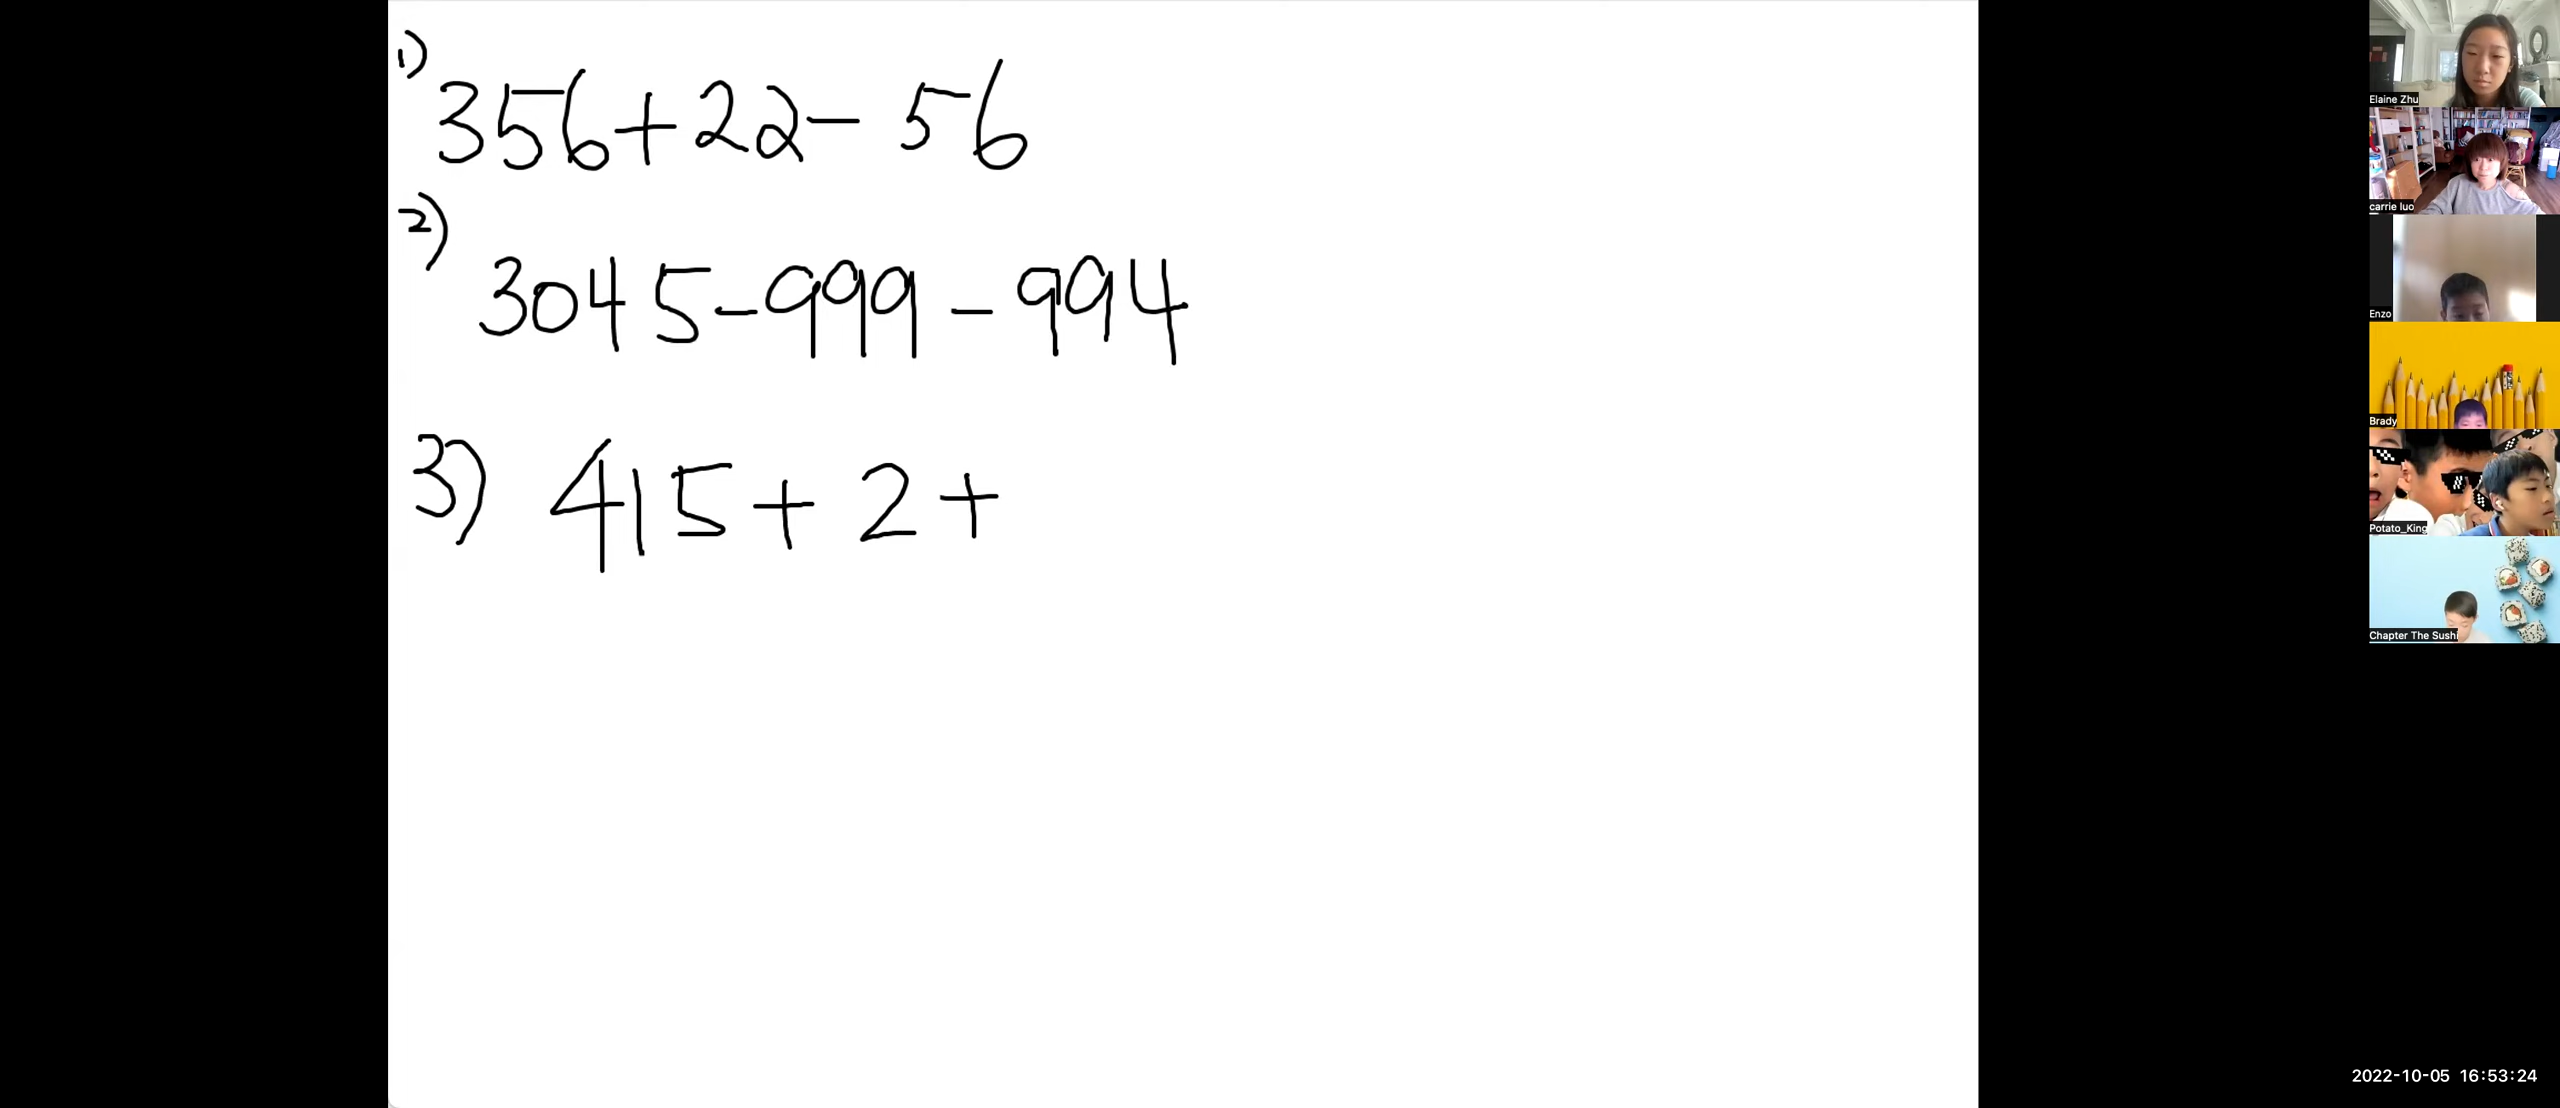 1)
356+22-56
2)
3045-999-994
3) 415+2+
Elaine Zhu
carrie luo
Enzo
Brady
Potato_King
Chapter The Sushi
2022-10-05 16:53:24